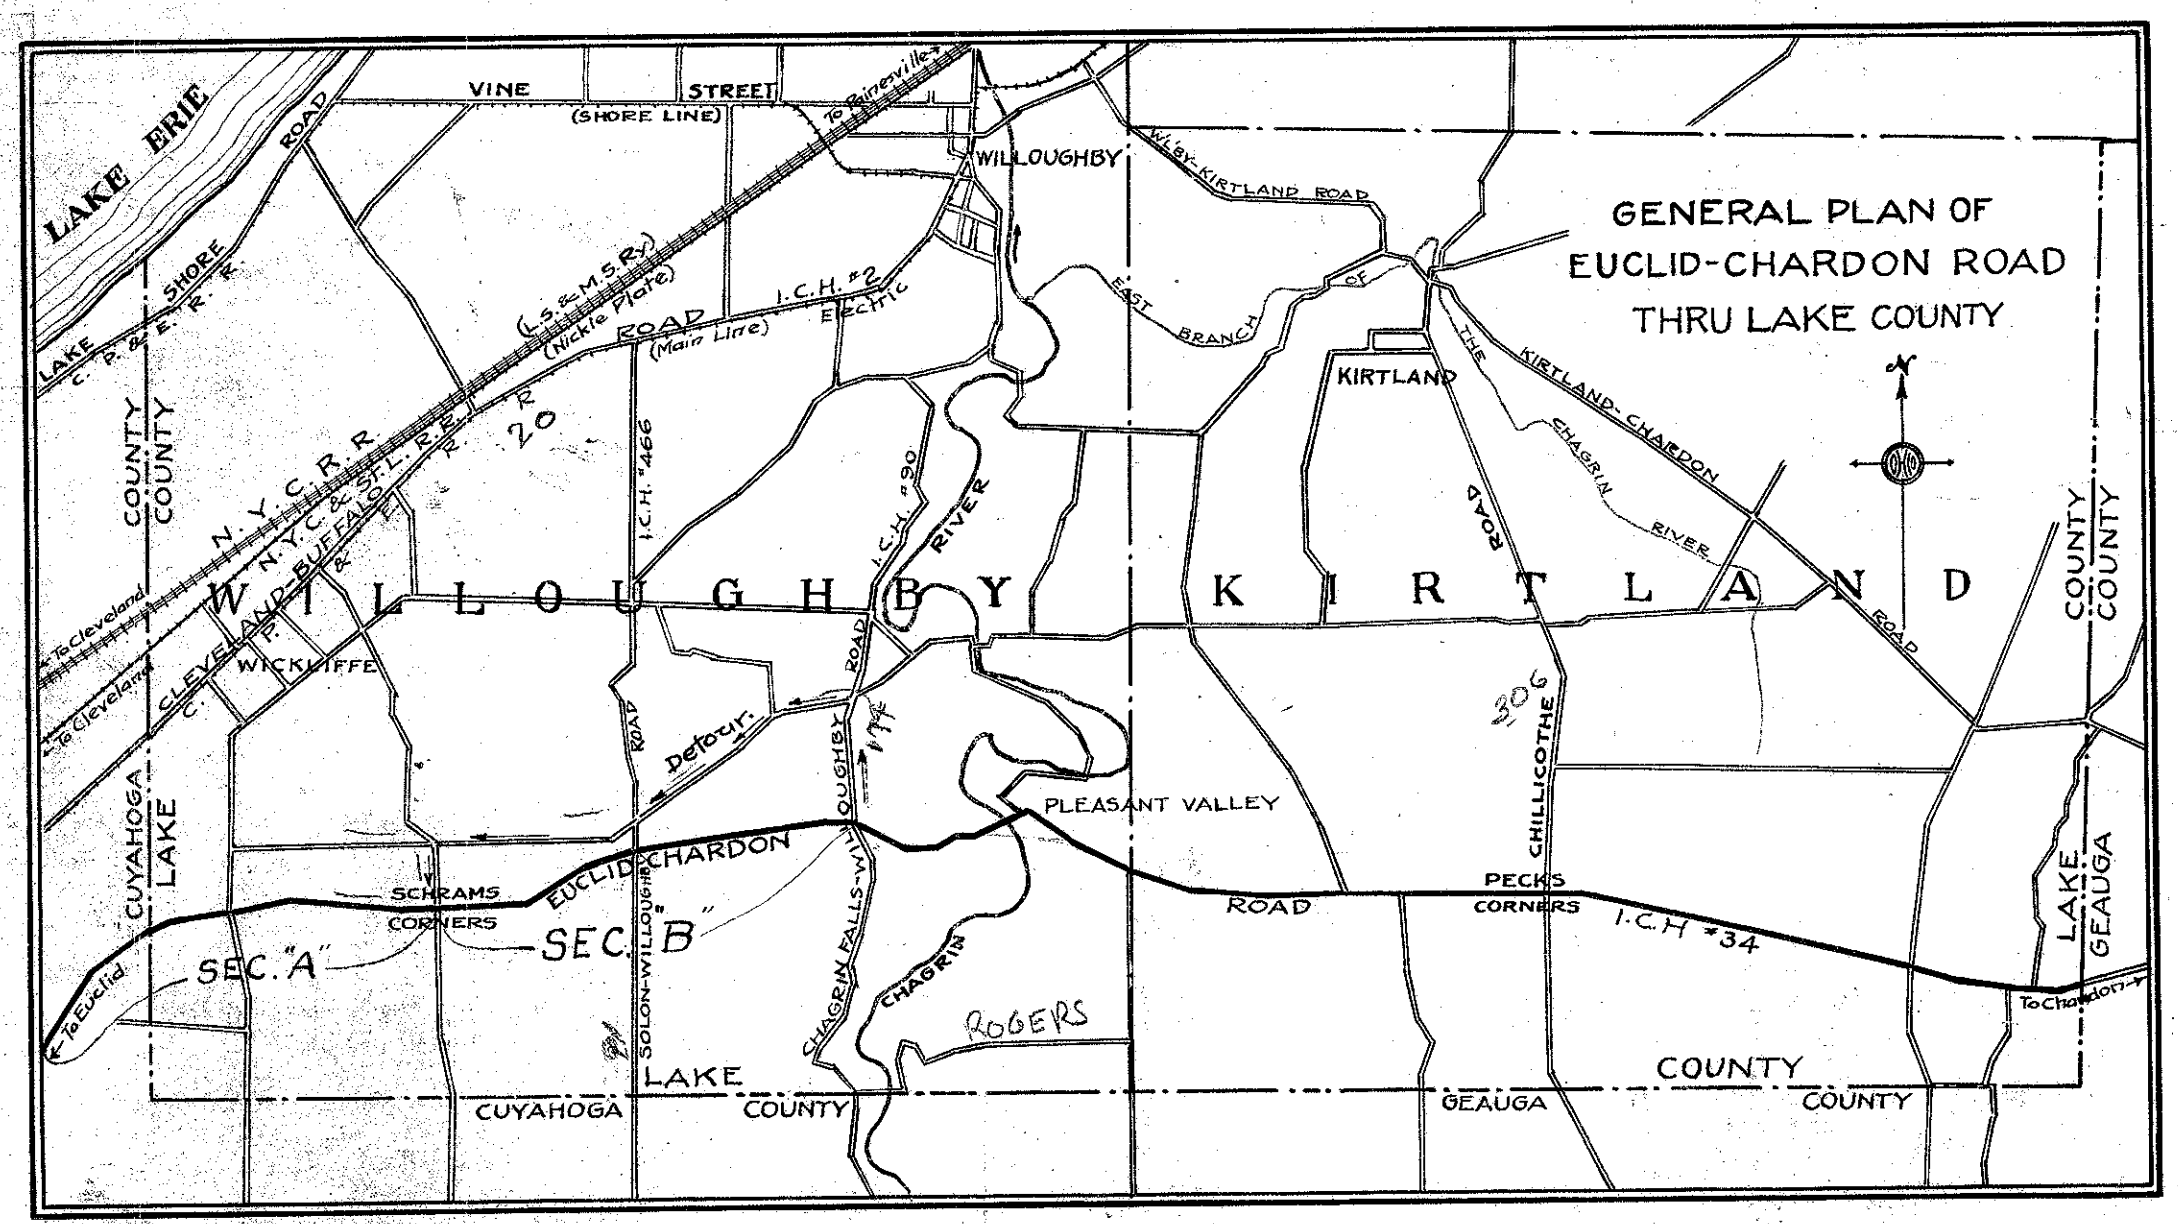 GENERAL PLAN OF
EUCLID-CHARDON ROAD
THRU LAKE COUNTY
N
OHIO
LAKE ERIE
LAKE SHORE ROAD
C. P. & E. R. R.
VINE STREET
(SHORE LINE)
To Painesville
WILLOUGHBY
W'L'BY-KIRTLAND ROAD
(L.S.& M.S.Ry)
(Nickle Plate)
ROAD
(Main Line)
I.C.H. #2
Electric
EAST BRANCH OF THE CHAGRIN RIVER
KIRTLAND
KIRTLAND-CHARDON ROAD
COUNTY
COUNTY
N. Y. C. R. R.
N. Y. C. & ST. L. R. R.
CLEVELAND-BUFFALO
C. P. & E. R. R.
20
I.C.H. #466
I.C.H. #90
RIVER
ROAD
COUNTY
COUNTY
WILLOUGHBY
KIRTLAND
To Cleveland
To Cleveland
WICKLIFFE
ROAD
ROAD
Detour.
174
306
CHILLICOTHE
PLEASANT VALLEY
CUYAHOGA
LAKE
SCHRAMS
CORNERS
EUCLID-CHARDON
ROAD
PECKS
CORNERS
I.C.H #34
LAKE
GEAUGA
SEC. "A"
SEC. "B"
SOLON-WILLOUGHBY
CHAGRIN FALLS-WILLOUGHBY
CHAGRIN
ROGERS
To Euclid
To Chardon
91
LAKE
COUNTY
CUYAHOGA
COUNTY
GEAUGA
COUNTY